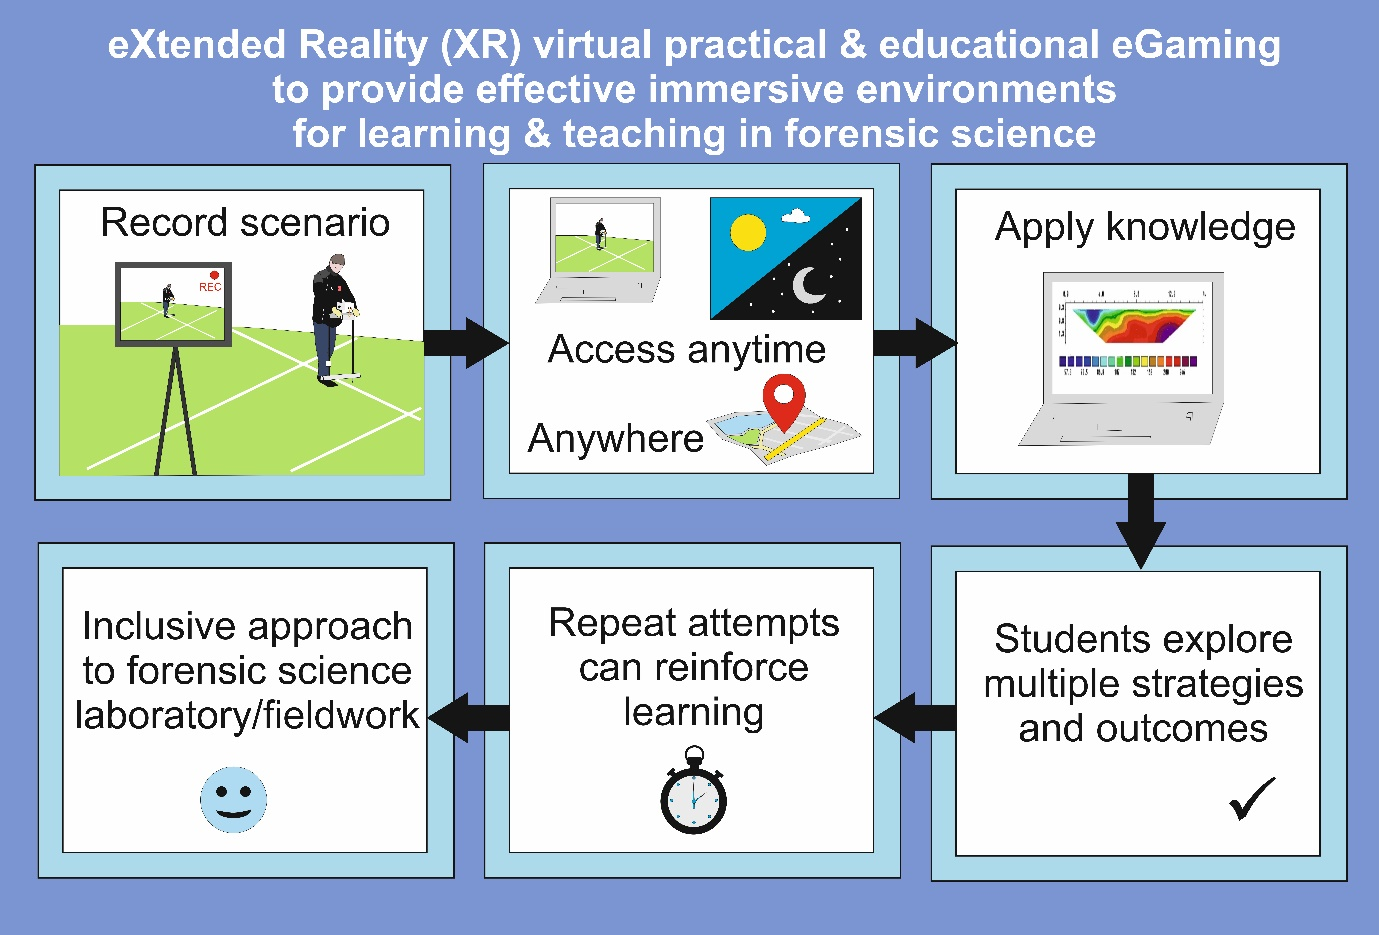 eXtended Reality (XR) virtual practical & educational eGaming
to provide effective immersive environments
for learning & teaching in forensic science
Record scenario
REC
Access anytime
Anywhere
Apply knowledge
Students explore
multiple strategies
and outcomes
Repeat attempts
can reinforce
learning
Inclusive approach
to forensic science
laboratory/fieldwork